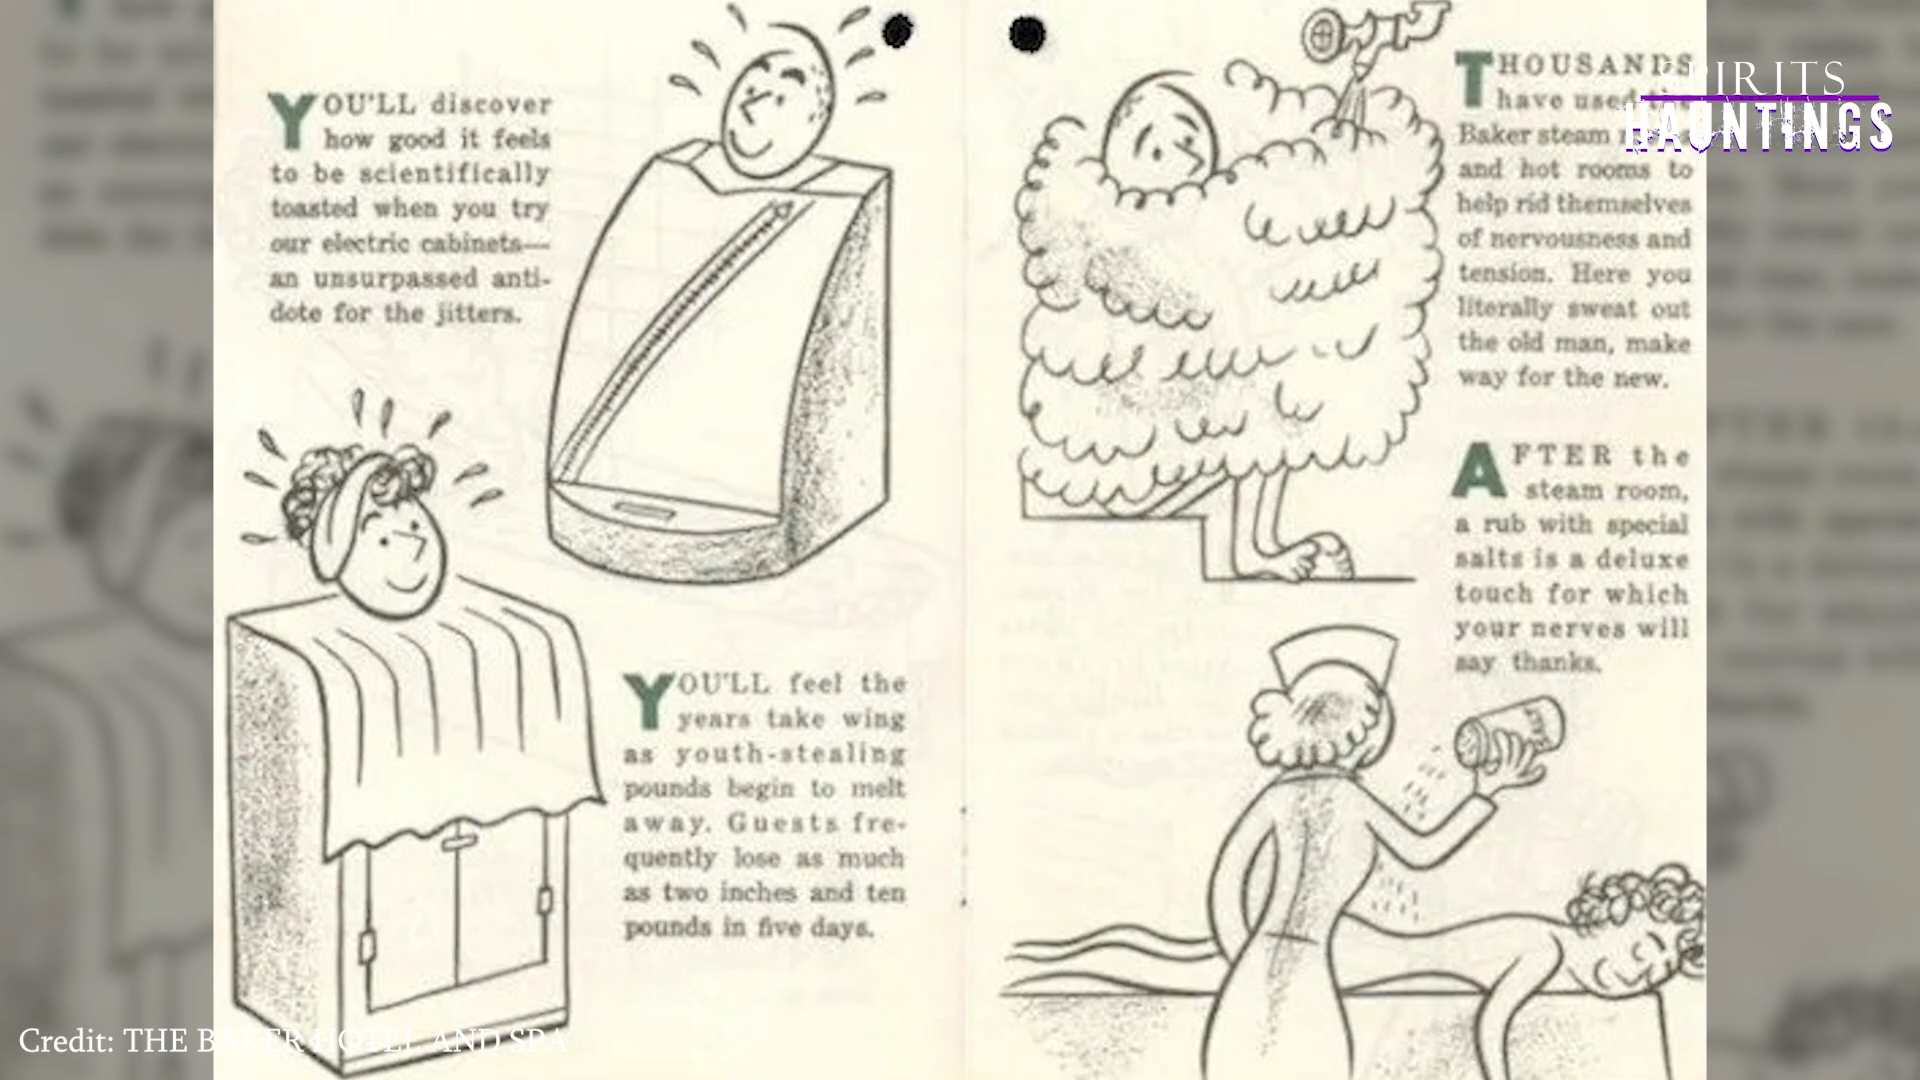 YOU'LL discover
how good it feels
to be scientifically
toasted when you try
our electric cabinets—
an unsurpassed anti-
dote for the jitters.
YOU'LL feel the
years take wing
as youth-stealing
pounds begin to melt
away. Guests fre-
quently lose as much
as two inches and ten
pounds in five days.
THOUSANDS
have used the
Baker steam
and hot rooms to
help rid themselves
of nervousness and
tension. Here you
literally sweat out
the old man, make
way for the new.
AFTER the
steam room,
a rub with special
salts is a deluxe
touch for which
your nerves will
say thanks.
SALT
SPIRITS
HAUNTINGS
Credit: THE BAKER HOTEL AND SPA